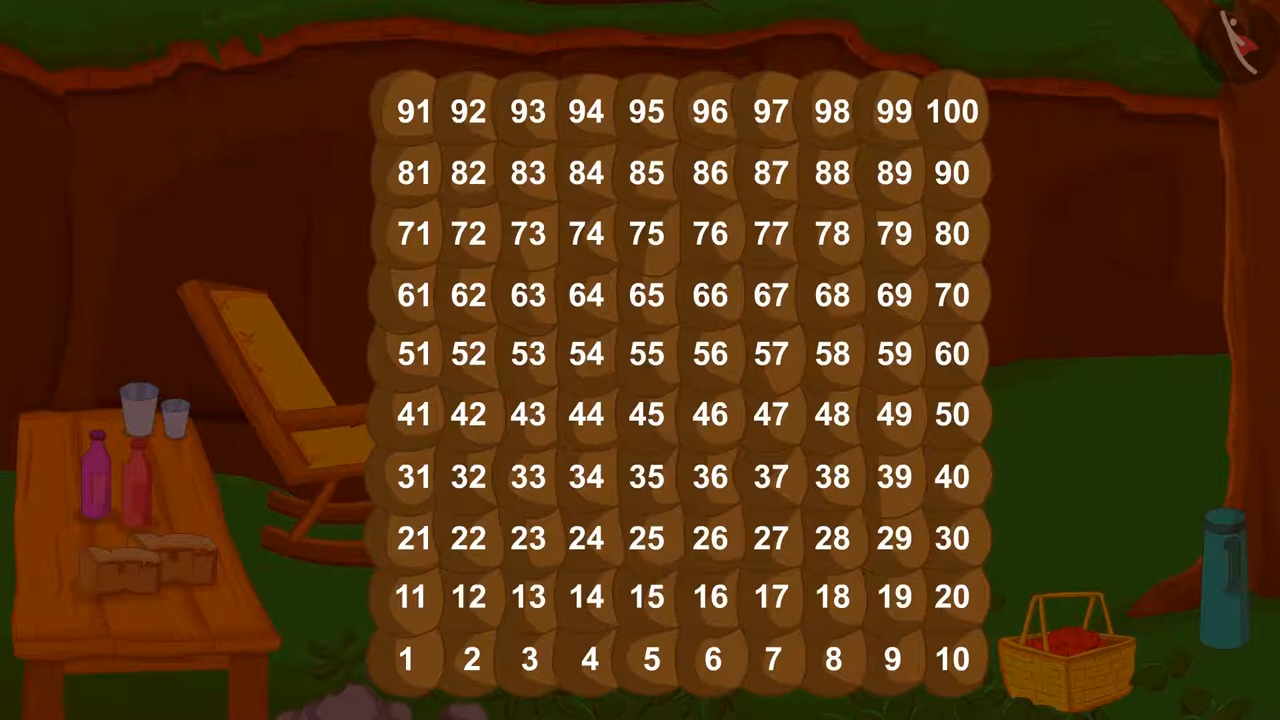 91 92 93 94 95 96 97 98 99 100
81 82 83 84 85 86 87 88 89 90
71 72 73 74 75 76 77 78 79 80
61 62 63 64 65 66 67 68 69 70
51 52 53 54 55 56 57 58 59 60
41 42 43 44 45 46 47 48 49 50
31 32 33 34 35 36 37 38 39 40
21 22 23 24 25 26 27 28 29 30
11 12 13 14 15 16 17 18 19 20
1 2 3 4 5 6 7 8 9 10